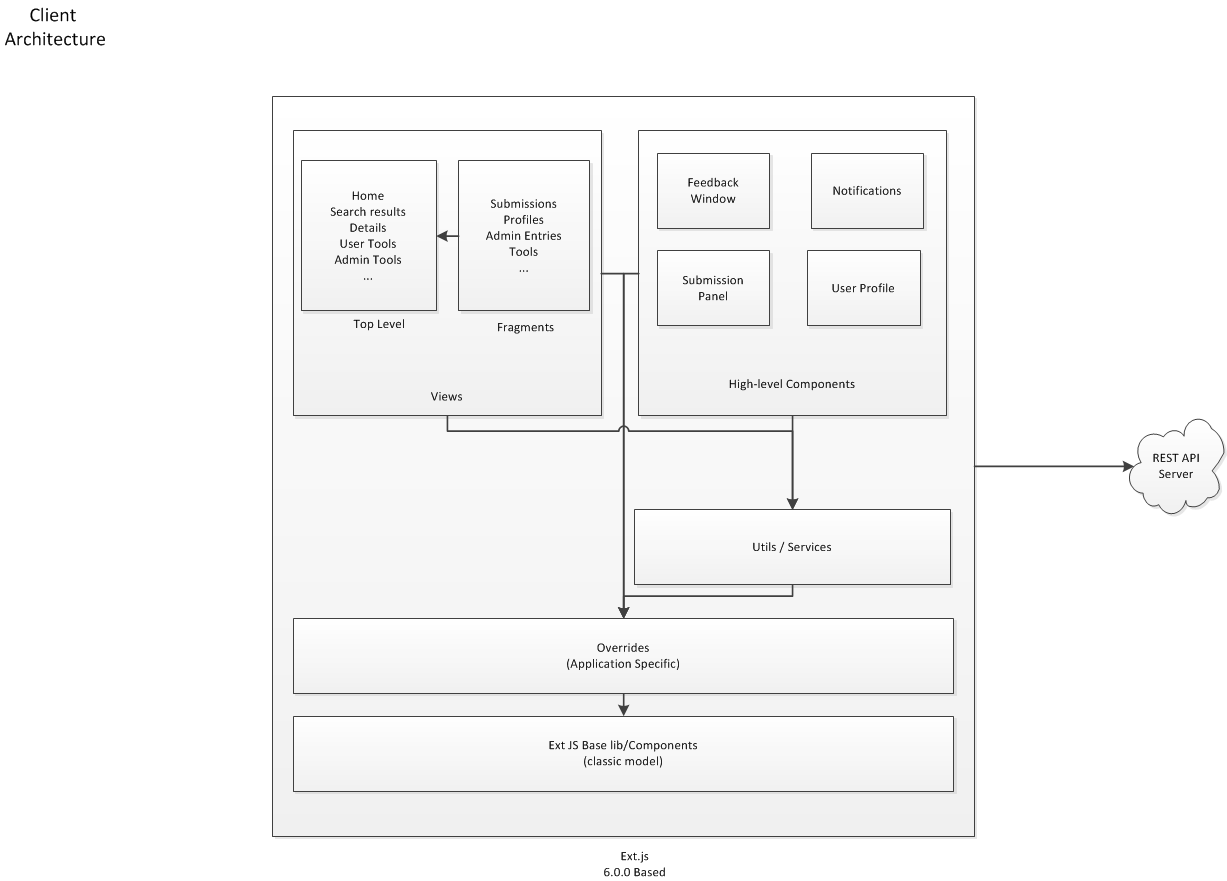 Client
Architecture
Home
Search results
Details
User Tools
Admin Tools
...
Top Level
Submissions
Profiles
Admin Entries
Tools
...
Fragments
Views
Feedback
Window
Notifications
Submission
Panel
User Profile
High-level Components
REST API
Server
Utils / Services
Overrides
(Application Specific)
Ext JS Base lib/Components
(classic model)
Ext.js
6.0.0 Based